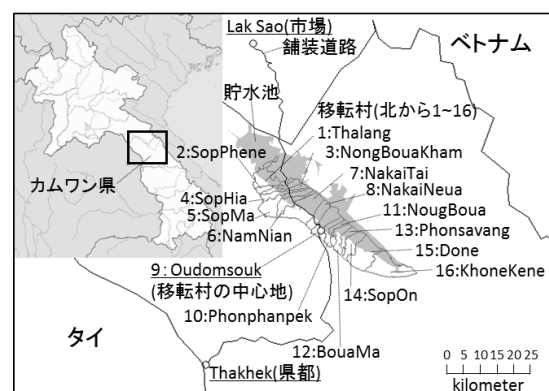 Lak Sao(市場)
舗装道路
ベトナム
貯水池
移転村(北から1~16)
1:Thalang
2:SopPhene
3:NongBouaKham
7:NakaiTai
8:NakaiNeua
カムワン県
4:SopHia
5:SopMa
6:NamNian
11:NougBoua
13:Phonsavang
15:Done
16:KhoneKene
9:Oudomsouk
(移転村の中心地)
14:SopOn
10:Phonphanpek
タイ
12:BouaMa
Thakhek(県都)
0 5 10 15 20 25
kilometer